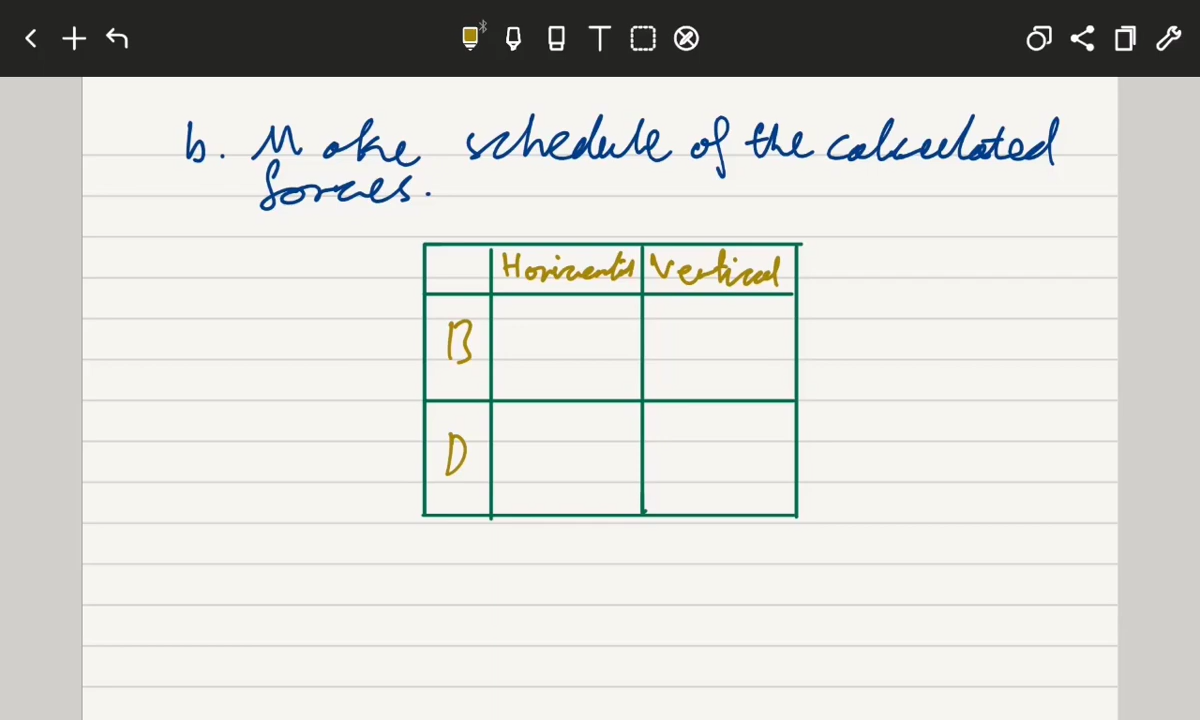 b. Make schedule of the calculated
forces.
Horizontal Vertical
B
D